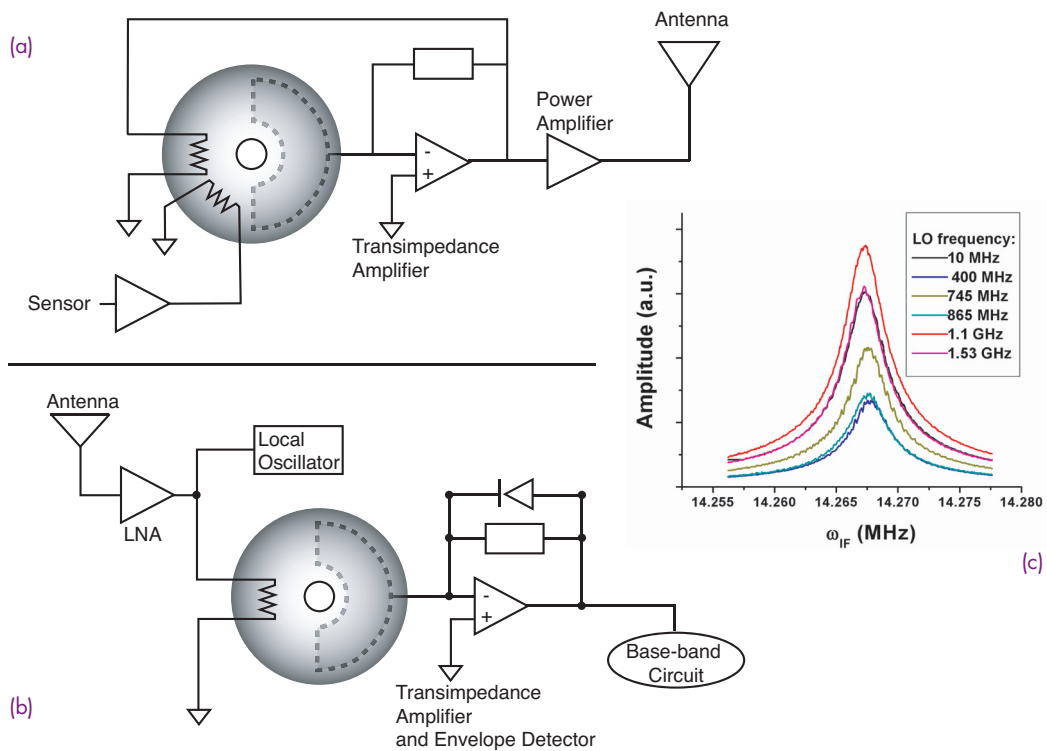 (a)
Antenna
Power
Amplifier
-
+
Transimpedance
Amplifier
Sensor
Antenna
LNA
Local
Oscillator
-
+
Transimpedance
Amplifier
and Envelope Detector
Base-band
Circuit
(b)
Amplitude (a.u.)
LO frequency:
10 MHz
400 MHz
745 MHz
865 MHz
1.1 GHz
1.53 GHz
14.255 14.260 14.265 14.270 14.275 14.280
ωIF (MHz)
(c)